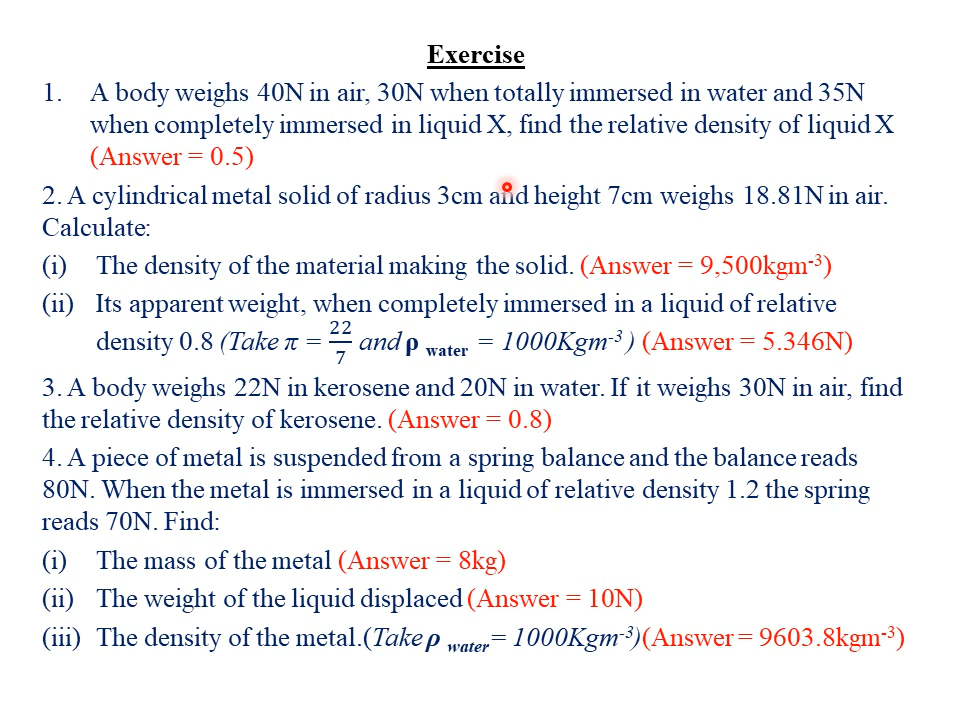 Exercise
1. A body weighs 40N in air, 30N when totally immersed in water and 35N
when completely immersed in liquid X, find the relative density of liquid X
(Answer = 0.5)
2. A cylindrical metal solid of radius 3cm and height 7cm weighs 18.81N in air.
Calculate:
(i) The density of the material making the solid. (Answer = 9,500kgm⁻³)
(ii) Its apparent weight, when completely immersed in a liquid of relative
density 0.8 (Take π = 22/7 and ρ water = 1000Kgm⁻³ ) (Answer = 5.346N)
3. A body weighs 22N in kerosene and 20N in water. If it weighs 30N in air, find
the relative density of kerosene. (Answer = 0.8)
4. A piece of metal is suspended from a spring balance and the balance reads
80N. When the metal is immersed in a liquid of relative density 1.2 the spring
reads 70N. Find:
(i) The mass of the metal (Answer = 8kg)
(ii) The weight of the liquid displaced (Answer = 10N)
(iii) The density of the metal.(Take ρ water = 1000Kgm⁻³)(Answer = 9603.8kgm⁻³)